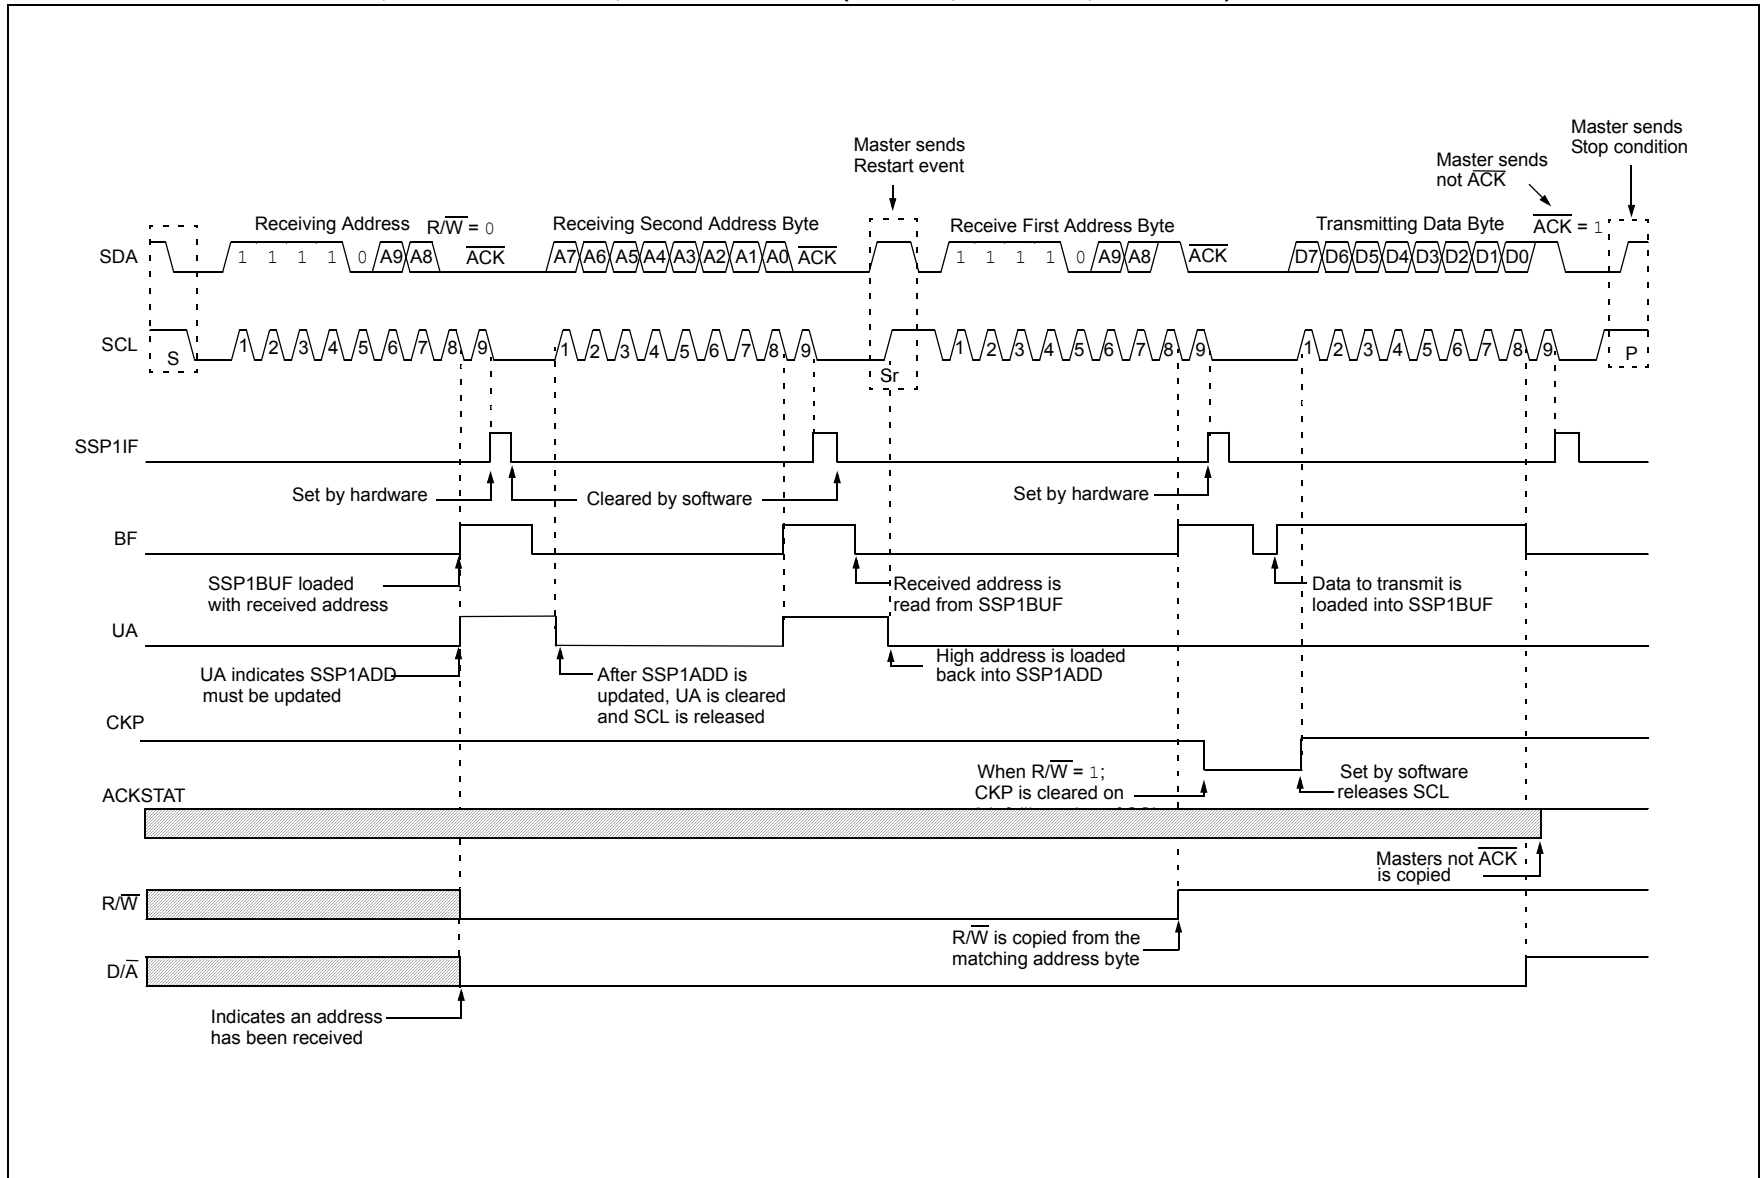 Master sends
Restart event
Master sends
not A̅C̅K̅
Master sends
Stop condition
Receiving Address R/W̅ = 0
Receiving Second Address Byte
Receive First Address Byte
Transmitting Data Byte
A̅C̅K̅ = 1
SDA 1 1 1 1 0 A9 A8 A̅C̅K̅ A7 A6 A5 A4 A3 A2 A1 A0 A̅C̅K̅ 1 1 1 1 0 A9 A8 A̅C̅K̅ D7 D6 D5 D4 D3 D2 D1 D0
SCL S 1 2 3 4 5 6 7 8 9 1 2 3 4 5 6 7 8 9 Sr 1 2 3 4 5 6 7 8 9 1 2 3 4 5 6 7 8 9 P
SSP1IF
Set by hardware
Cleared by software
Set by hardware
BF
SSP1BUF loaded
with received address
Received address is
read from SSP1BUF
Data to transmit is
loaded into SSP1BUF
UA
UA indicates SSP1ADD
must be updated
After SSP1ADD is
updated, UA is cleared
and SCL is released
High address is loaded
back into SSP1ADD
CKP
When R/W̅ = 1;
CKP is cleared on
Set by software
releases SCL
ACKSTAT
Masters not A̅C̅K̅
is copied
R/W̅
R/W̅ is copied from the
matching address byte
D/A̅
Indicates an address
has been received